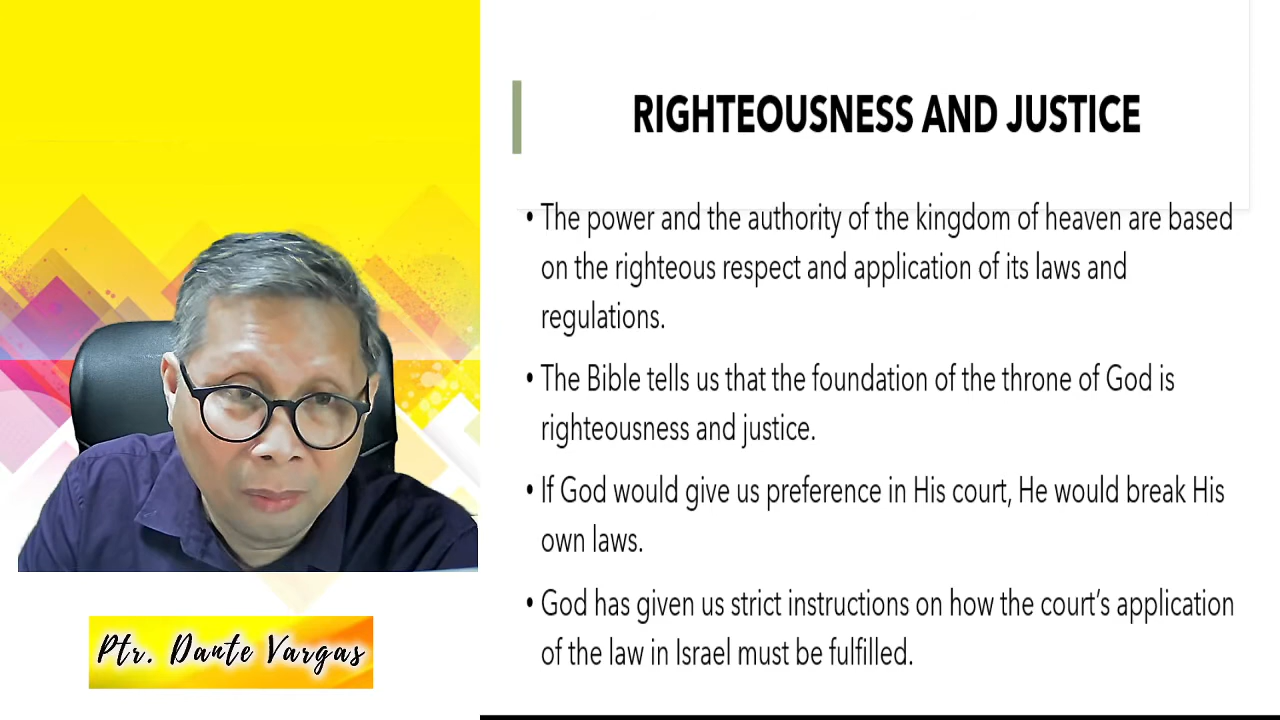 RIGHTEOUSNESS AND JUSTICE
• The power and the authority of the kingdom of heaven are based
on the righteous respect and application of its laws and
regulations.
• The Bible tells us that the foundation of the throne of God is
righteousness and justice.
• If God would give us preference in His court, He would break His
own laws.
• God has given us strict instructions on how the court’s application
of the law in Israel must be fulfilled.
Ptr. Dante Vargas